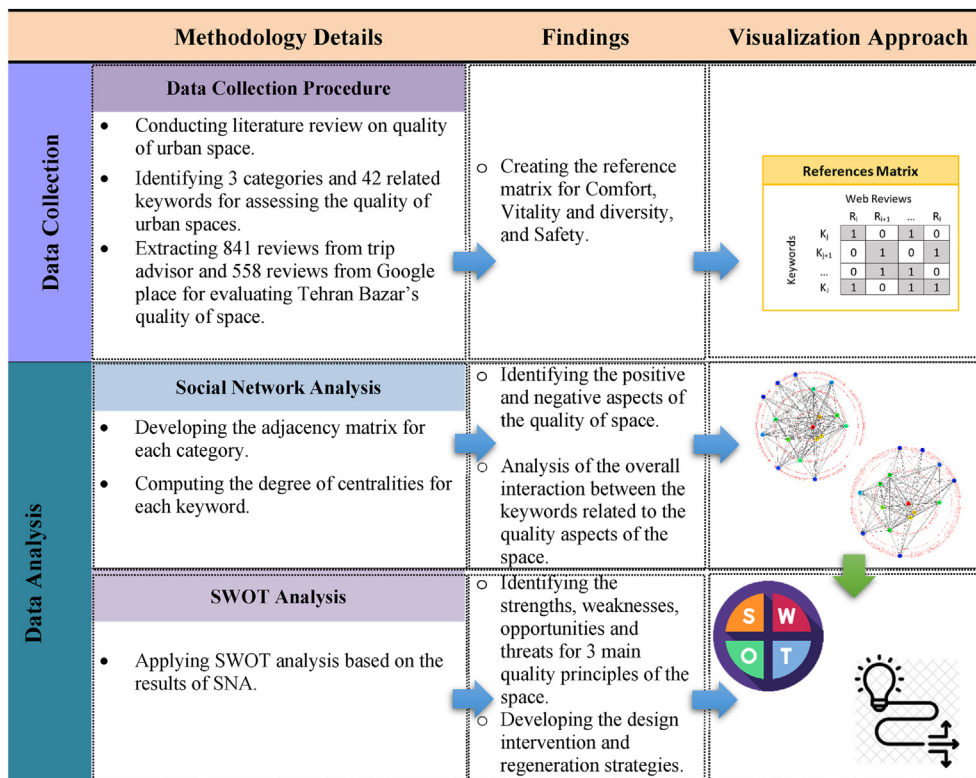 Methodology Details
Findings
Visualization Approach
Data Collection
Data Collection Procedure
• Conducting literature review on quality
of urban space.
• Identifying 3 categories and 42 related
keywords for assessing the quality of
urban spaces.
• Extracting 841 reviews from trip
advisor and 558 reviews from Google
place for evaluating Tehran Bazar's
quality of space.
o Creating the reference
matrix for Comfort,
Vitality and diversity,
and Safety.
References Matrix
Web Reviews
Ri Ri+1 ... Rl
Keywords
Kj 1 0 1 0
Kj+1 0 1 0 1
... 0 1 1 0
Kl 1 0 1 1
Data Analysis
Social Network Analysis
• Developing the adjacency matrix for
each category.
• Computing the degree of centralities for
each keyword.
o Identifying the positive
and negative aspects of
the quality of space.
o Analysis of the overall
interaction between the
keywords related to the
quality aspects of the
space.
SWOT Analysis
• Applying SWOT analysis based on the
results of SNA.
o Identifying the
strengths, weaknesses,
opportunities and
threats for 3 main
quality principles of the
space.
o Developing the design
intervention and
regeneration strategies.
S W
O T